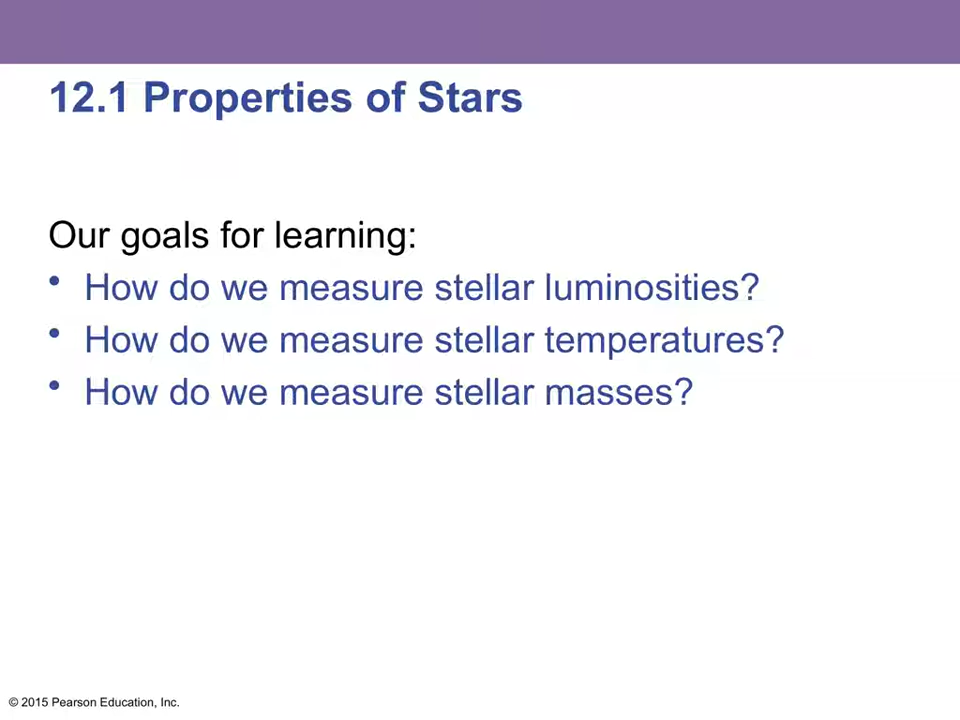 12.1 Properties of Stars
Our goals for learning:
• How do we measure stellar luminosities?
• How do we measure stellar temperatures?
• How do we measure stellar masses?
© 2015 Pearson Education, Inc.